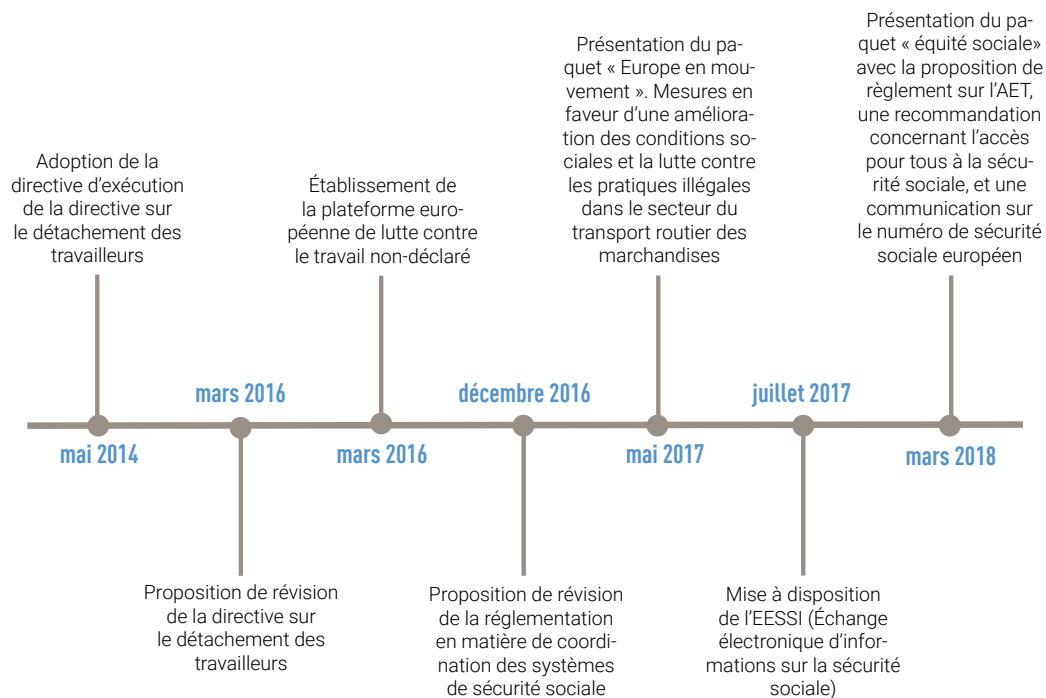 Adoption de la
directive d'exécution
de la directive sur
le détachement des
travailleurs
mai 2014
mars 2016
Proposition de révision
de la directive sur
le détachement des
travailleurs
Établissement de
la plateforme euro-
péenne de lutte contre
le travail non-déclaré
mars 2016
décembre 2016
Proposition de révision
de la réglementation
en matière de coordi-
nation des systèmes
de sécurité sociale
Présentation du pa-
quet « Europe en mou-
vement ». Mesures en
faveur d'une améliora-
tion des conditions so-
ciales et la lutte contre
les pratiques illégales
dans le secteur du
transport routier des
marchandises
mai 2017
juillet 2017
Mise à disposition
de l'EESSI (Échange
électronique d'infor-
mations sur la sécurité
sociale)
Présentation du pa-
quet « équité sociale»
avec la proposition de
règlement sur l'AET,
une recommandation
concernant l'accès
pour tous à la sécu-
rité sociale, et une
communication sur
le numéro de sécurité
sociale européen
mars 2018